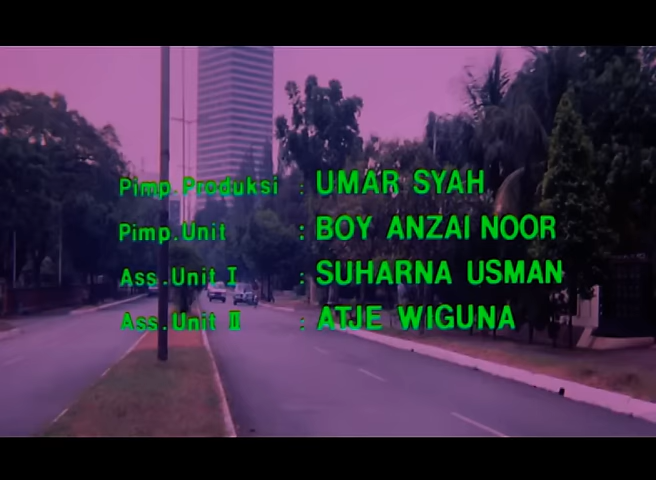 Pimp.Produksi : UMAR SYAH
Pimp.Unit : BOY ANZAI NOOR
Ass.Unit I : SUHARNA USMAN
Ass.Unit II : ATJE WIGUNA